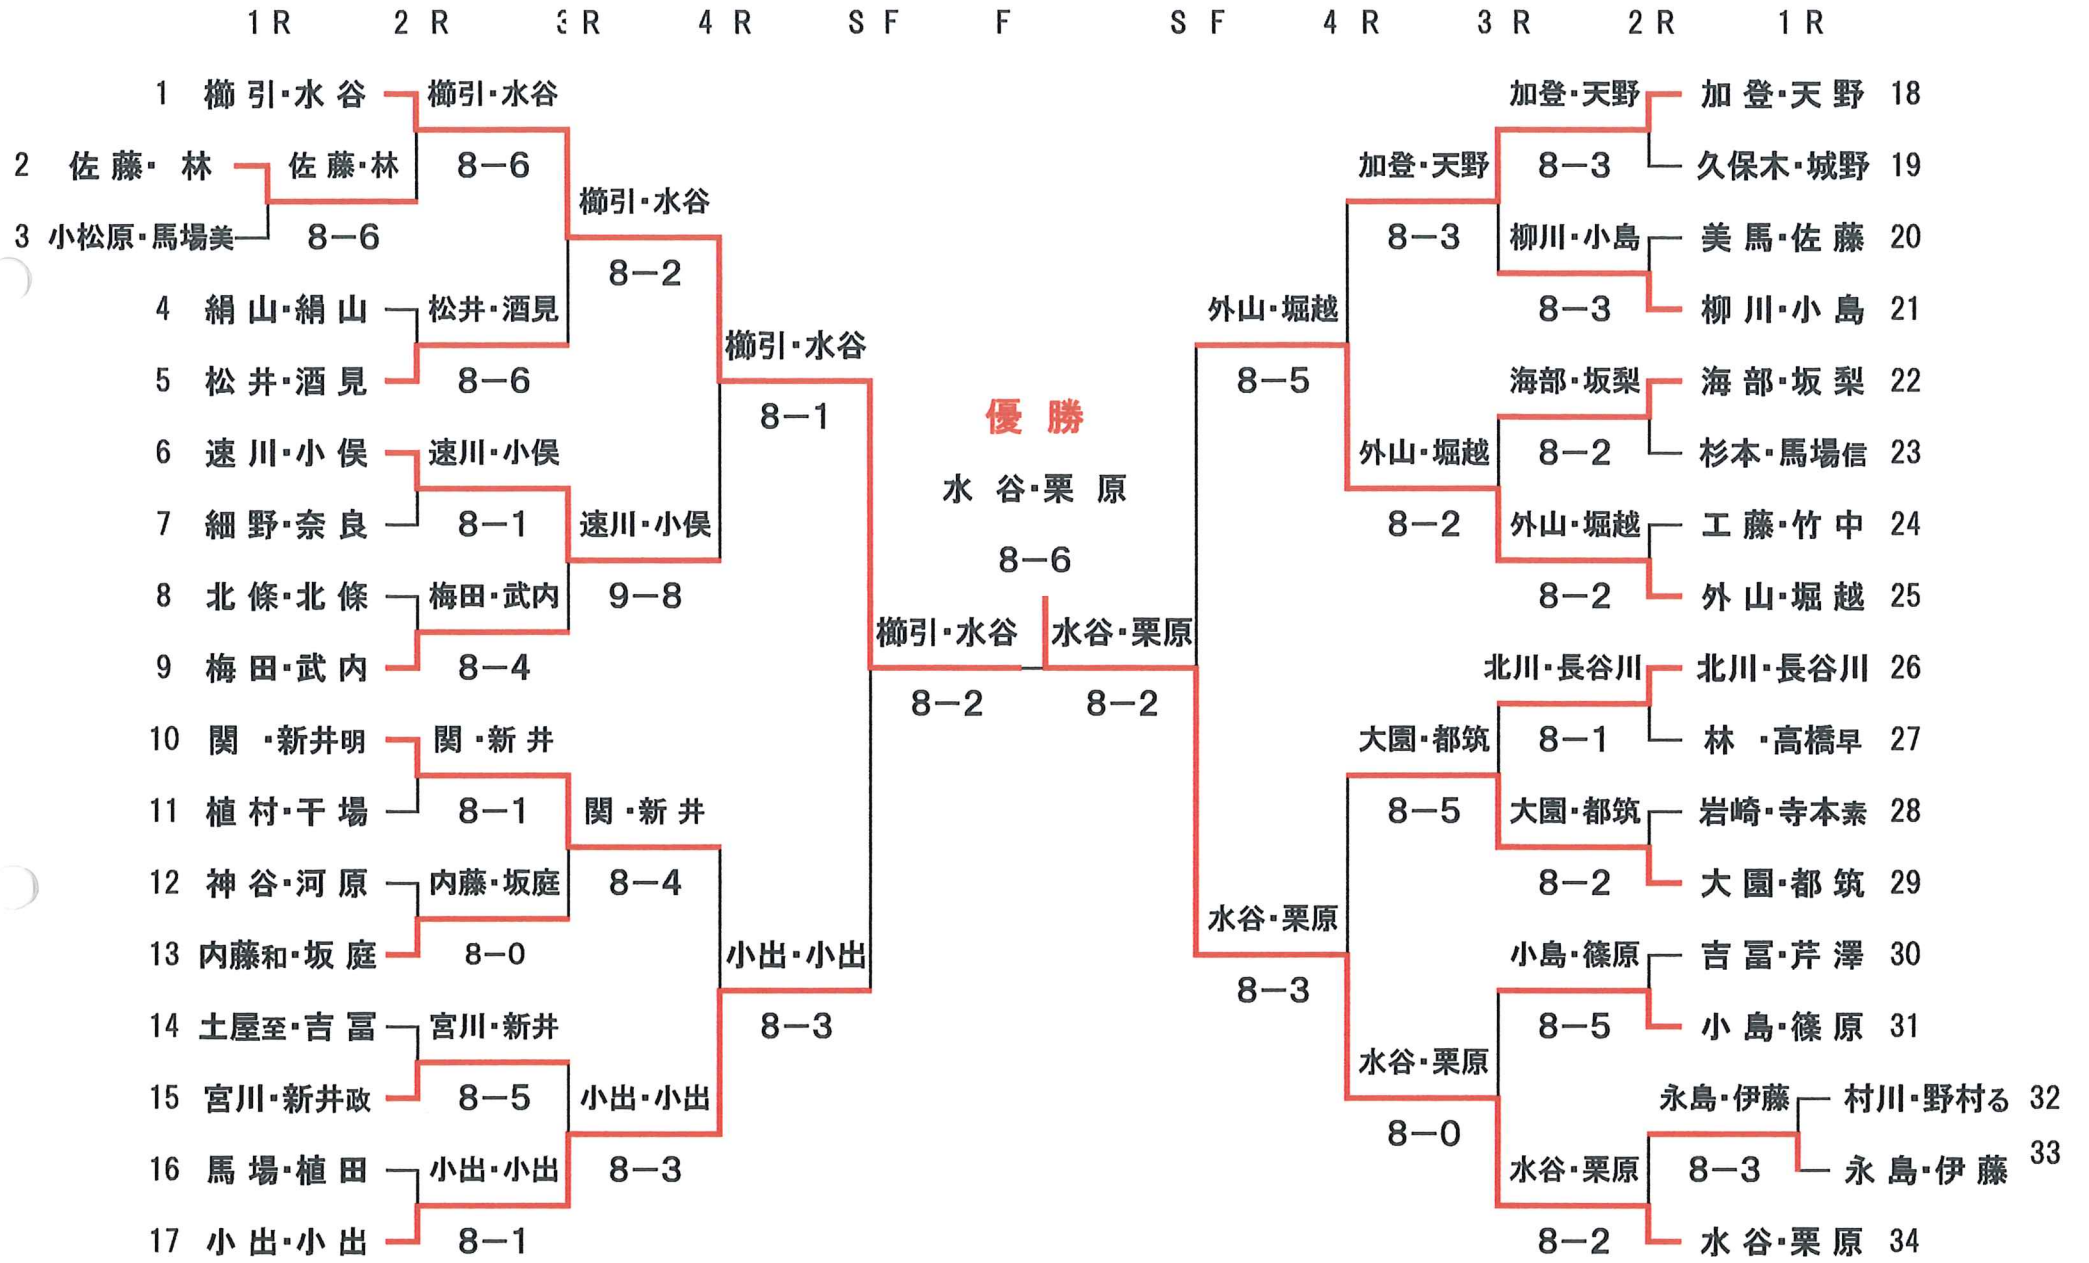 1R 2R 3R 4R SF F SF 4R 3R 2R 1R
1 櫛引・水谷 櫛引・水谷 加登・天野 加登・天野 18
2 佐藤・林 佐藤・林 8−6 加登・天野 8−3 久保木・城野 19
櫛引・水谷
3 小松原・馬場美 8−6 8−3 柳川・小島 美馬・佐藤 20
8−2
4 絹山・絹山 松井・酒見 外山・堀越 8−3 柳川・小島 21
櫛引・水谷
5 松井・酒見 8−6 8−5 海部・坂梨 海部・坂梨 22
8−1 優勝
6 速川・小俣 速川・小俣 外山・堀越 8−2 杉本・馬場信 23
水谷・栗原
7 細野・奈良 8−1 速川・小俣 8−2 外山・堀越 工藤・竹中 24
8−6
8 北條・北條 梅田・武内 9−8 8−2 外山・堀越 25
櫛引・水谷 水谷・栗原
9 梅田・武内 8−4 北川・長谷川 北川・長谷川 26
8−2 8−2
10 関・新井明 関・新井 大園・都筑 8−1 林・高橋早 27
11 植村・干場 8−1 関・新井 8−5 大園・都筑 岩崎・寺本素 28
12 神谷・河原 内藤・坂庭 8−4 8−2 大園・都筑 29
水谷・栗原
13 内藤和・坂庭 8−0 小出・小出 小島・篠原 吉冨・芹澤 30
8−3
14 土屋至・吉冨 宮川・新井 8−3 8−5 小島・篠原 31
水谷・栗原
15 宮川・新井政 8−5 小出・小出 永島・伊藤 村川・野村る 32
8−0
16 馬場・植田 小出・小出 8−3 水谷・栗原 8−3 永島・伊藤 33
17 小出・小出 8−1 8−2 水谷・栗原 34